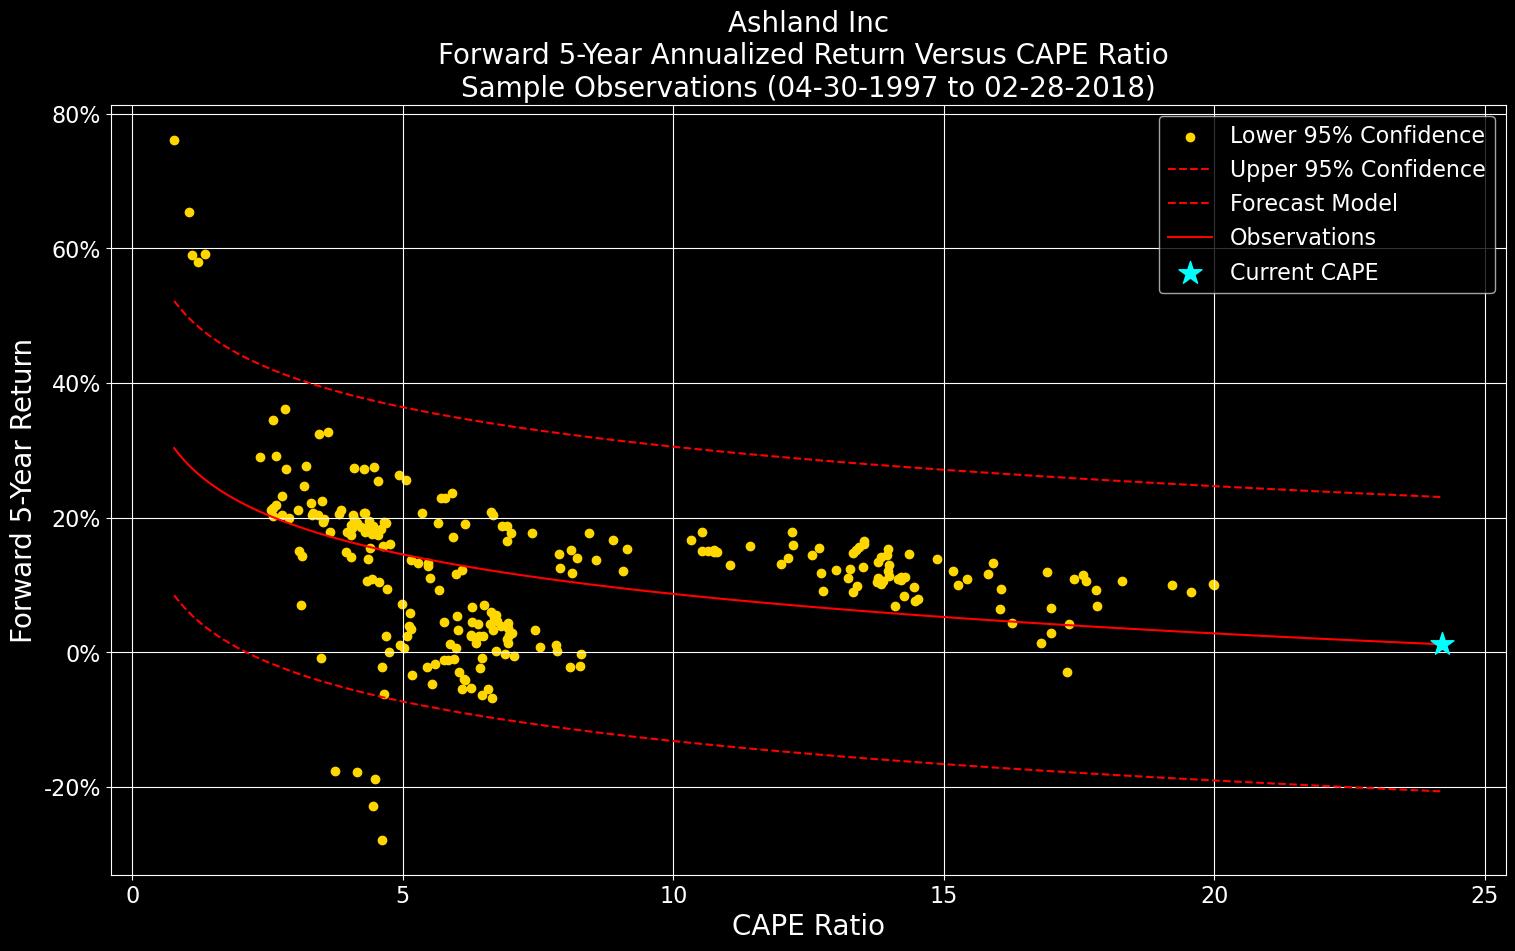 Ashland Inc
Forward 5-Year Annualized Return Versus CAPE Ratio
Sample Observations (04-30-1997 to 02-28-2018)
Lower 95% Confidence
Upper 95% Confidence
Forecast Model
Observations
Current CAPE
Forward 5-Year Return
80%
60%
40%
20%
0%
-20%
0 5 10 15 20 25
CAPE Ratio